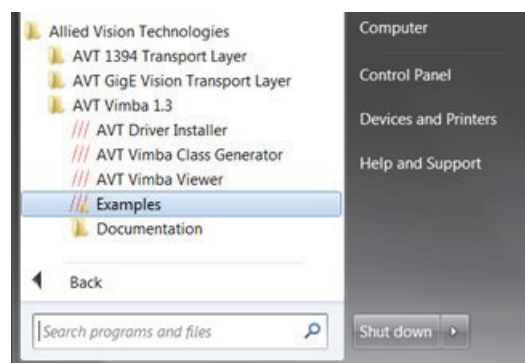 Allied Vision Technologies
AVT 1394 Transport Layer
AVT GigE Vision Transport Layer
AVT Vimba 1.3
AVT Driver Installer
AVT Vimba Class Generator
AVT Vimba Viewer
Examples
Documentation
Back
Search programs and files
Computer
Control Panel
Devices and Printers
Help and Support
Shut down